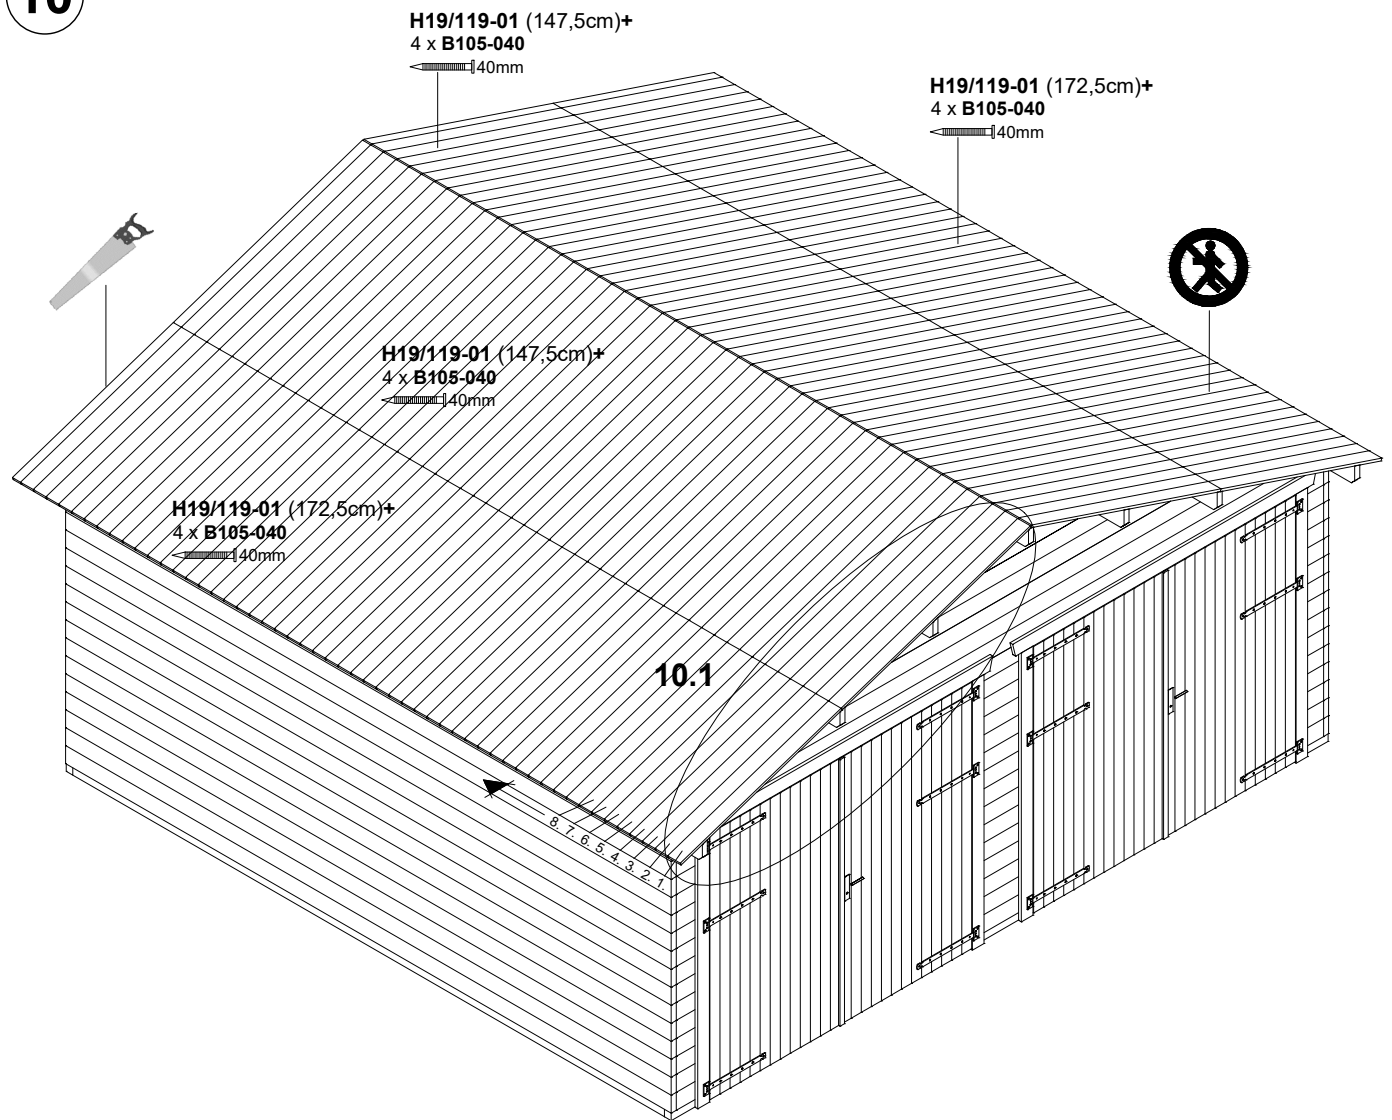 10
H19/119-01 (147,5cm)+
4 x B105-040
40mm
H19/119-01 (172,5cm)+
4 x B105-040
40mm
H19/119-01 (147,5cm)+
4 x B105-040
40mm
H19/119-01 (172,5cm)+
4 x B105-040
40mm
10.1
8. 7. 6. 5. 4. 3. 2. 1.